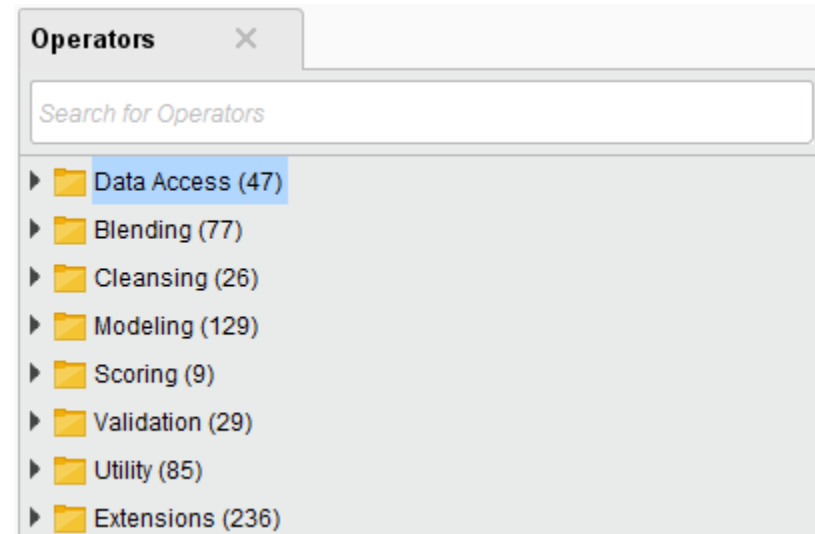 Operators
Search for Operators
Data Access (47)
Blending (77)
Cleansing (26)
Modeling (129)
Scoring (9)
Validation (29)
Utility (85)
Extensions (236)